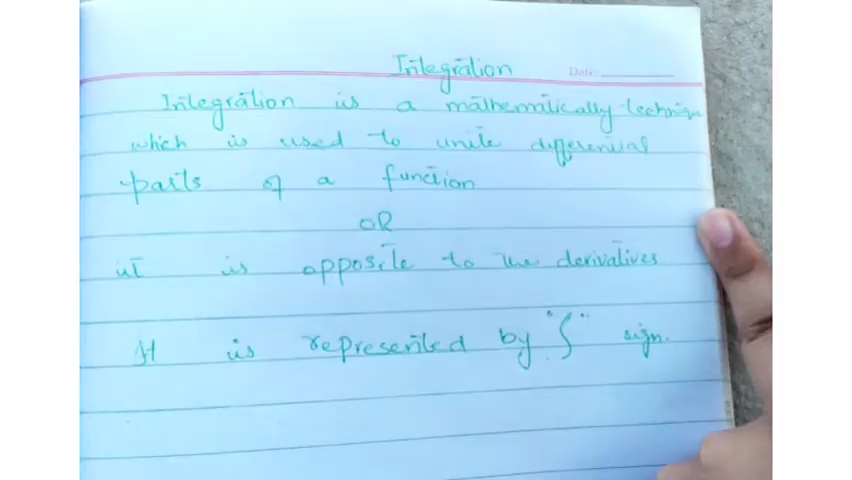 Integration
Date:
Integration is a mathematically technique
which is used to unite differential
parts of a function
OR
it is opposite to the derivatives
It is represented by "∫" sign.